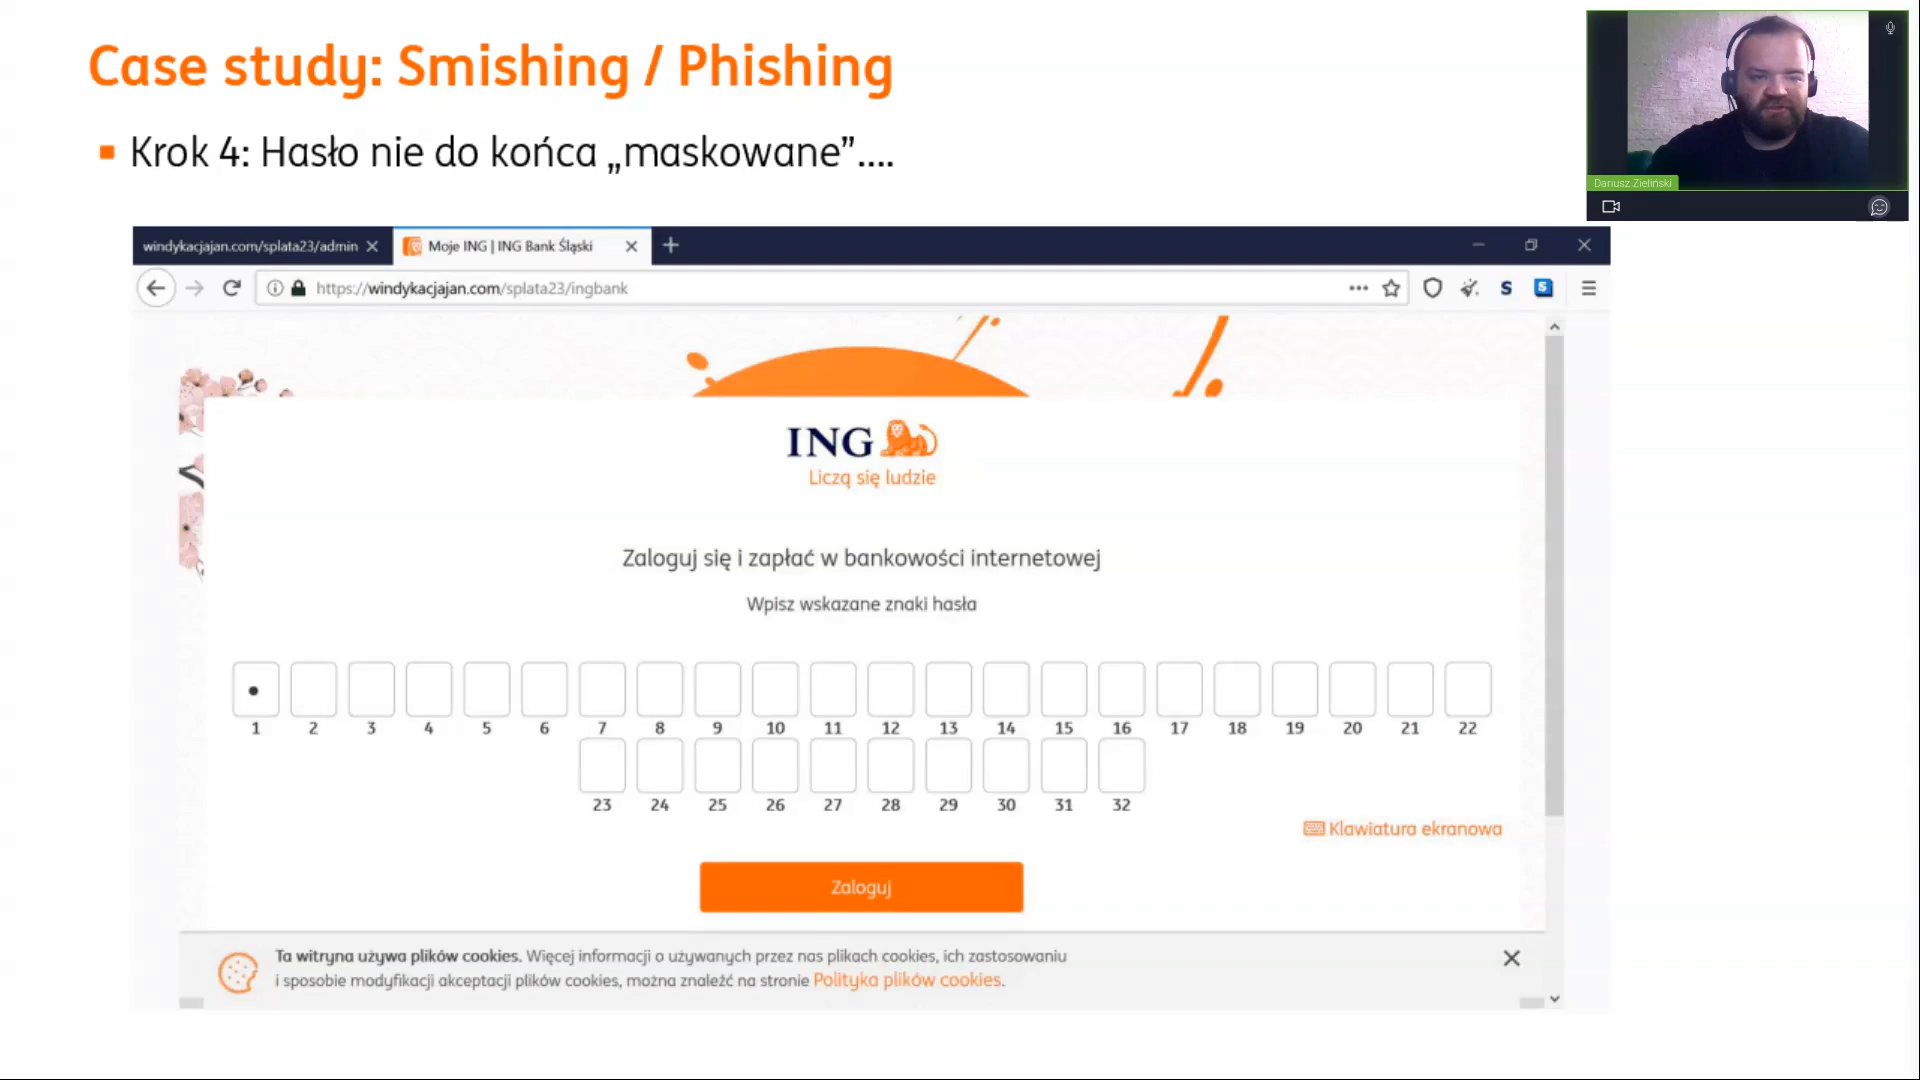 Case study: Smishing / Phishing
Krok 4: Hasło nie do końca „maskowane”....
Dariusz Zieliński
windykacjajan.com/splata23/admin
Moje ING | ING Bank Śląski
https://windykacjajan.com/splata23/ingbank
S
5
ING
Liczą się ludzie
Zaloguj się i zapłać w bankowości internetowej
Wpisz wskazane znaki hasła
1 2 3 4 5 6 7 8 9 10 11 12 13 14 15 16 17 18 19 20 21 22
23 24 25 26 27 28 29 30 31 32
Klawiatura ekranowa
Zaloguj
Ta witryna używa plików cookies. Więcej informacji o używanych przez nas plikach cookies, ich zastosowaniu
i sposobie modyfikacji akceptacji plików cookies, można znaleźć na stronie Polityka plików cookies.